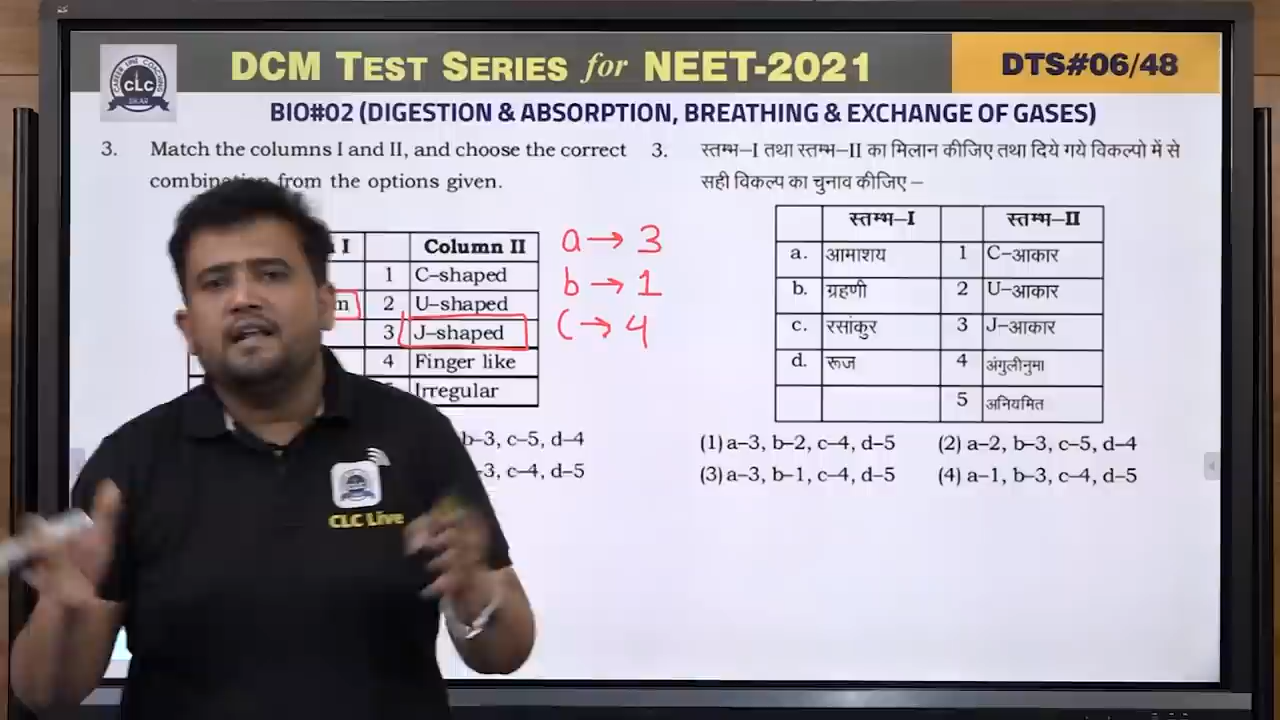 DCM TEST SERIES for NEET-2021
DTS#06/48
CLC
BIO#02 (DIGESTION & ABSORPTION, BREATHING & EXCHANGE OF GASES)
3. Match the columns I and II, and choose the correct
from the options given.
I Column II
1 C-shaped
2 U-shaped
3 J-shaped
4 Finger like
Irregular
b-3, c-5, d-4
-3, c-4, d-5
a → 3
b → 1
C → 4
3. स्तम्भ-I तथा स्तम्भ-II का मिलान कीजिए तथा दिये गये विकल्पो में से
सही विकल्प का चुनाव कीजिए –
स्तम्भ-I स्तम्भ-II
a. आमाशय 1 C-आकार
b. ग्रहणी 2 U-आकार
c. रसांकुर 3 J-आकार
d. रूज 4 अंगुलीनुमा
5 अनियमित
(1) a-3, b-2, c-4, d-5 (2) a-2, b-3, c-5, d-4
(3) a-3, b-1, c-4, d-5 (4) a-1, b-3, c-4, d-5
CLC Live